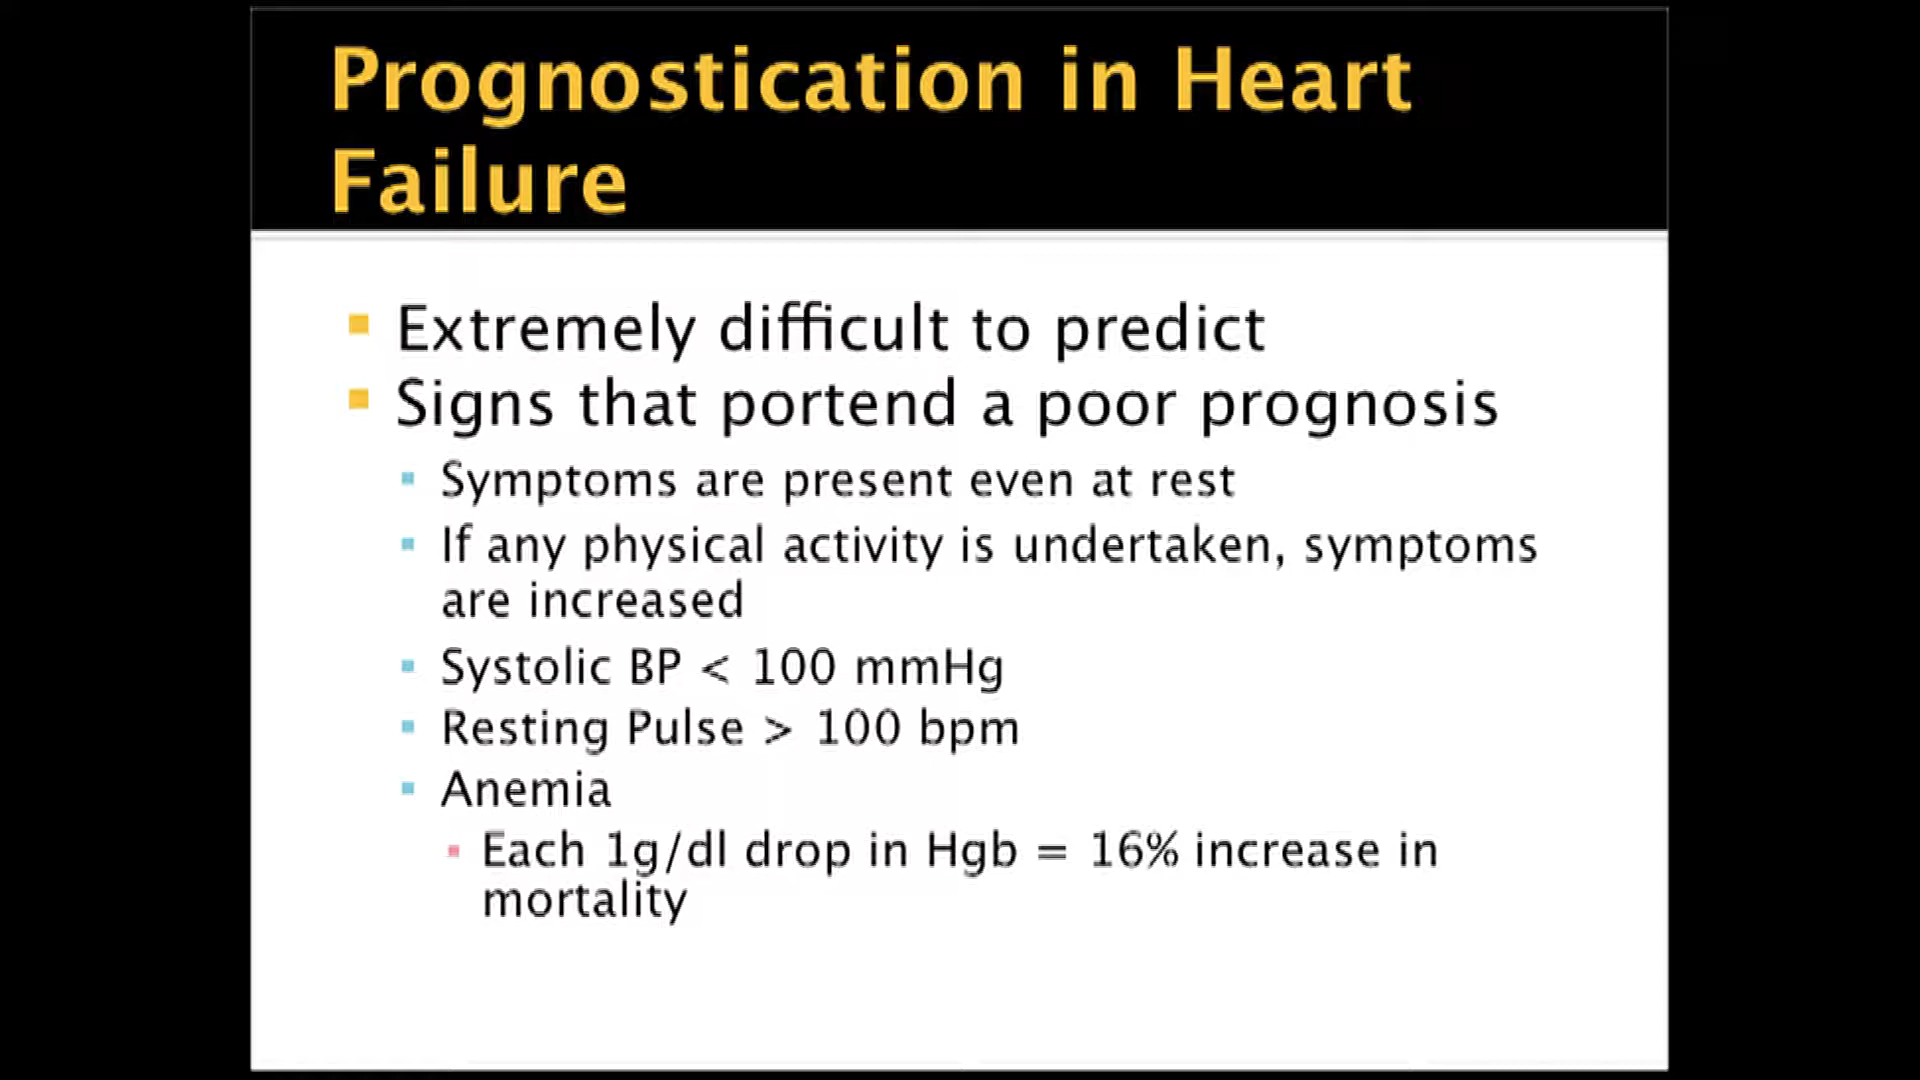 Prognostication in Heart
Failure
Extremely difficult to predict
Signs that portend a poor prognosis
Symptoms are present even at rest
If any physical activity is undertaken, symptoms
are increased
Systolic BP < 100 mmHg
Resting Pulse > 100 bpm
Anemia
Each 1g/dl drop in Hgb = 16% increase in
mortality